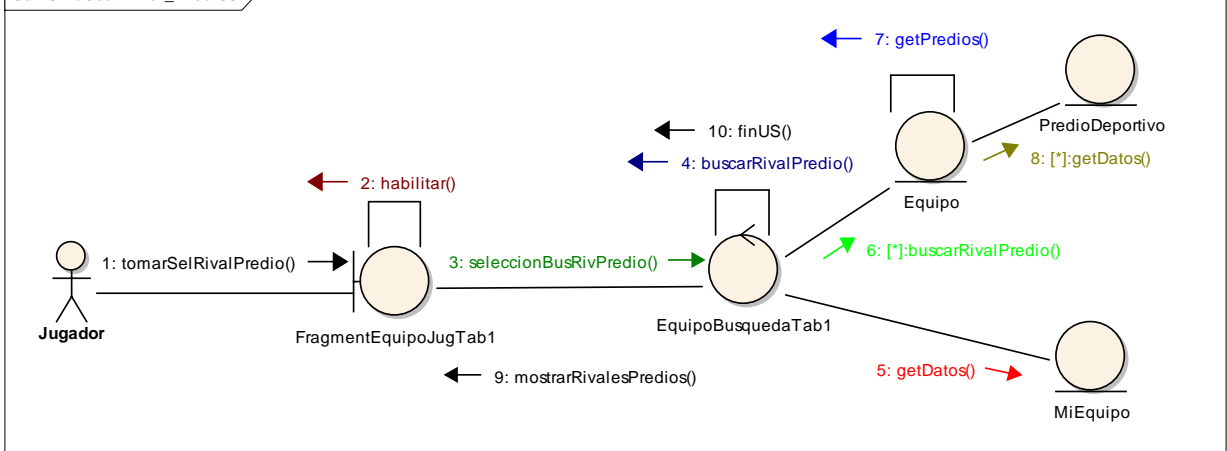 7: getPredios()
PredioDeportivo
10: finUS()
4: buscarRivalPredio()
8: [*]:getDatos()
2: habilitar()
Equipo
6: [*]:buscarRivalPredio()
1: tomarSelRivalPredio()
3: seleccionBusRivPredio()
Jugador
FragmentEquipoJugTab1
EquipoBusquedaTab1
9: mostrarRivalesPredios()
5: getDatos()
MiEquipo